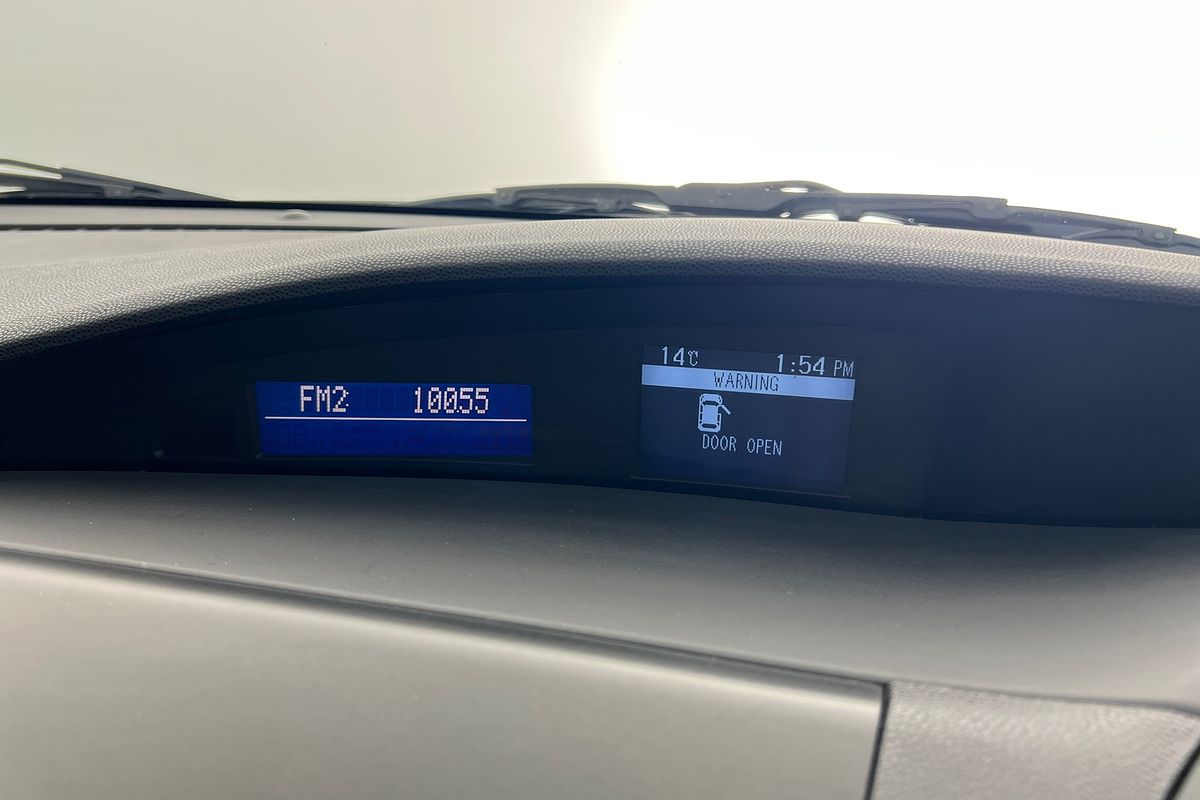 FM2 100.55
14℃ 1:54 PM
WARNING
DOOR OPEN